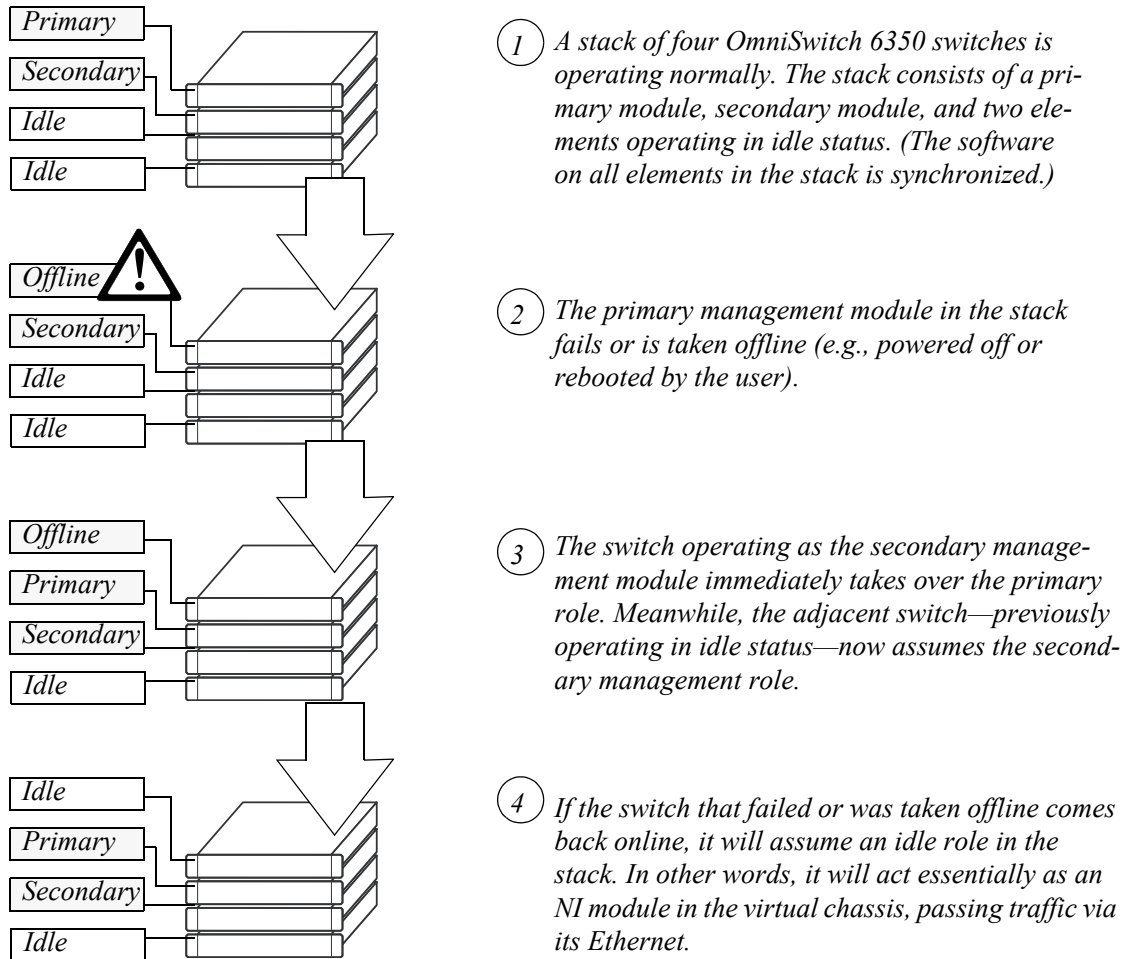 Primary
Secondary
Idle
Idle
1
A stack of four OmniSwitch 6350 switches is
operating normally. The stack consists of a pri-
mary module, secondary module, and two ele-
ments operating in idle status. (The software
on all elements in the stack is synchronized.)
Offline
Secondary
Idle
Idle
2
The primary management module in the stack
fails or is taken offline (e.g., powered off or
rebooted by the user).
Offline
Primary
Secondary
Idle
3
The switch operating as the secondary manage-
ment module immediately takes over the primary
role. Meanwhile, the adjacent switch—previously
operating in idle status—now assumes the second-
ary management role.
Idle
Primary
Secondary
Idle
4
If the switch that failed or was taken offline comes
back online, it will assume an idle role in the
stack. In other words, it will act essentially as an
NI module in the virtual chassis, passing traffic via
its Ethernet.